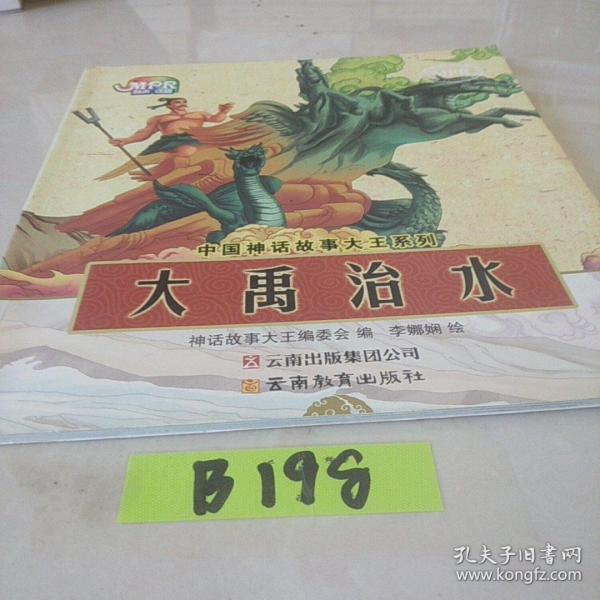 MPR
中国神话故事大王系列
大禹治水
神话故事大王编委会 编 李娜娴 绘
云南出版集团公司
云南教育出版社
B198
孔夫子旧书网
www.kongfz.com